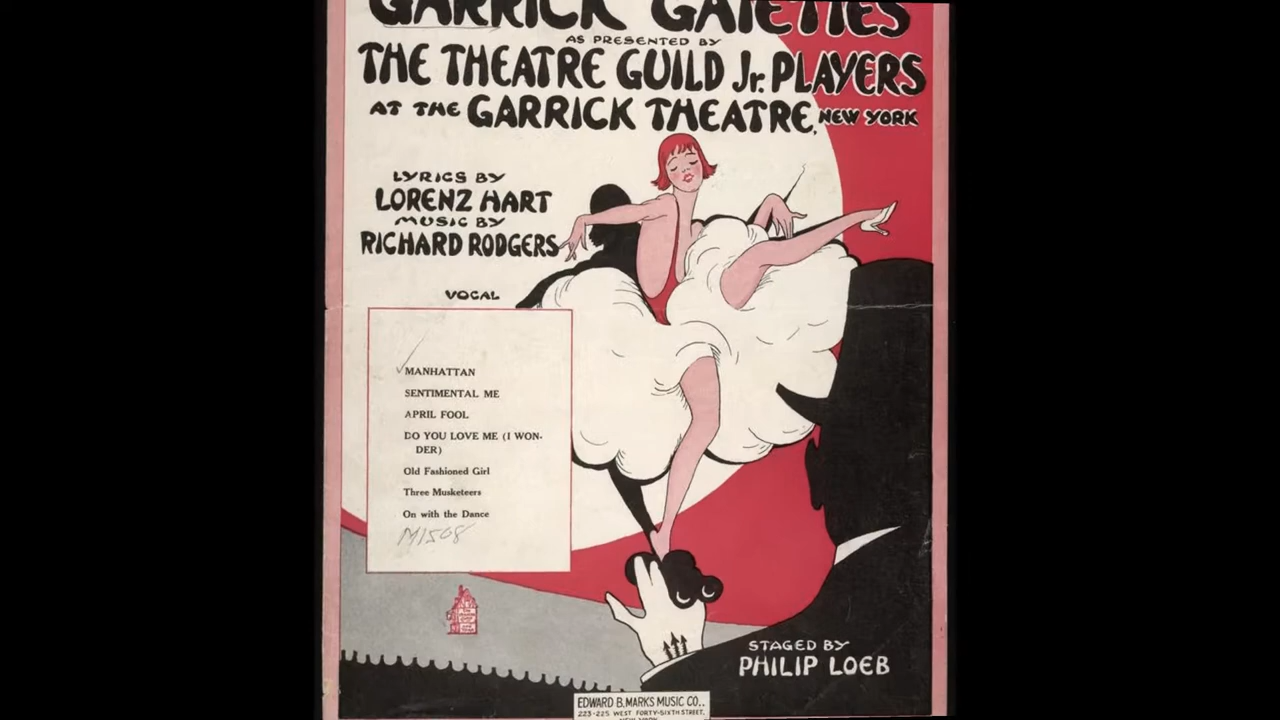 GARRICK GAIETIES
AS PRESENTED BY
THE THEATRE GUILD Jr. PLAYERS
AT THE GARRICK THEATRE, NEW YORK
LYRICS BY
LORENZ HART
MUSIC BY
RICHARD RODGERS
VOCAL
MANHATTAN
SENTIMENTAL ME
APRIL FOOL
DO YOU LOVE ME (I WON-
DER)
Old Fashioned Girl
Three Musketeers
On with the Dance
M1508
STAGED BY
PHILIP LOEB
EDWARD B. MARKS MUSIC CO..
223-225 WEST FORTY-SIXTH STREET,
NEW YORK